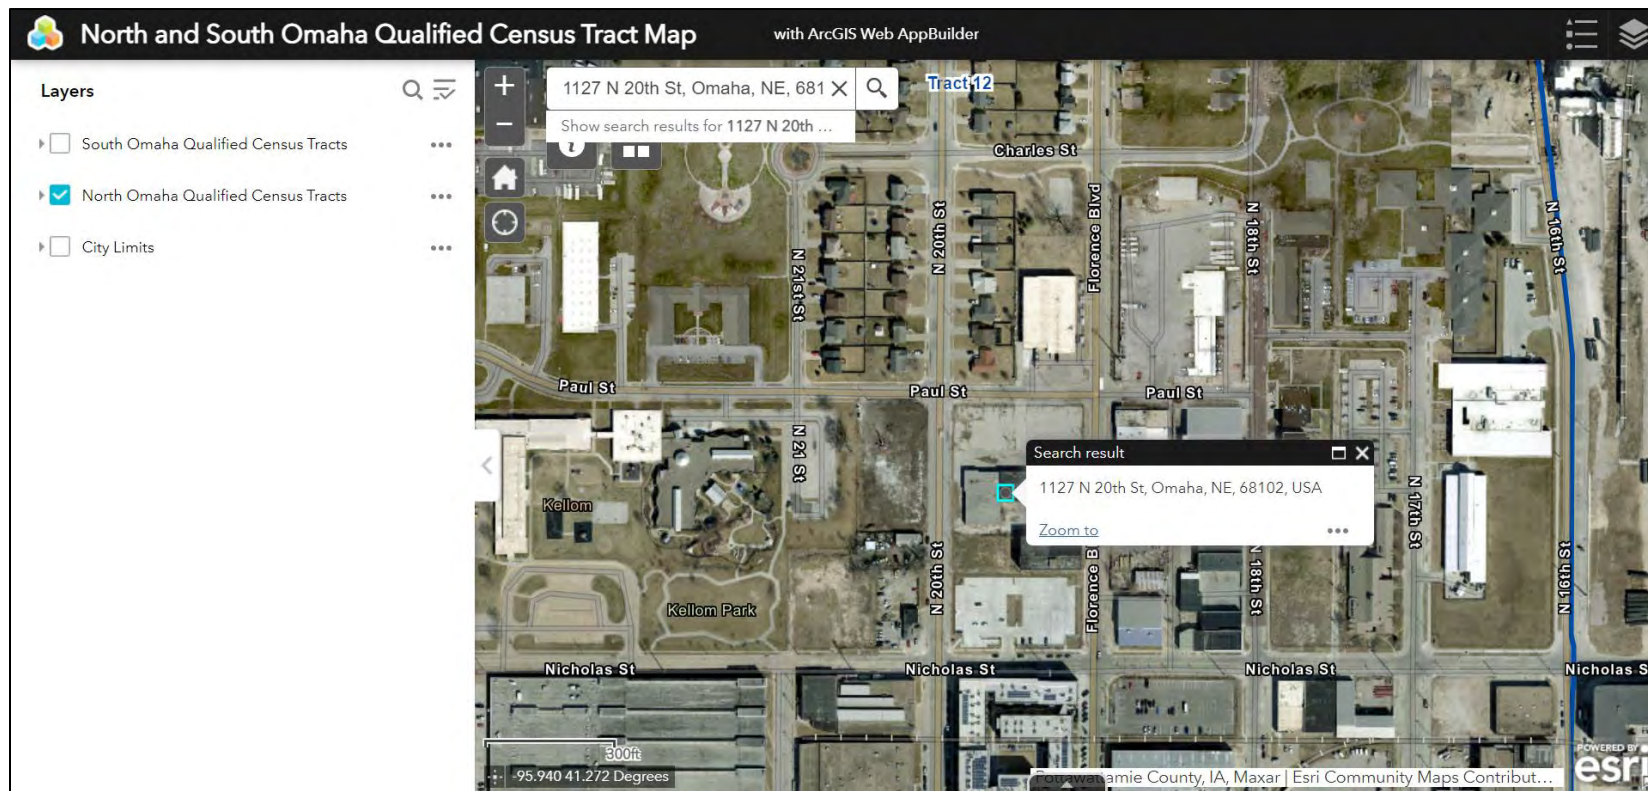 North and South Omaha Qualified Census Tract Map
with ArcGIS Web AppBuilder
Layers
South Omaha Qualified Census Tracts
North Omaha Qualified Census Tracts
City Limits
1127 N 20th St, Omaha, NE, 681
Show search results for 1127 N 20th ...
Tract 12
Charles St
N 20th St
Florence Blvd
N 18th St
N 16th St
N 21st St
Paul St
Paul St
Paul St
N 21 St
Search result
1127 N 20th St, Omaha, NE, 68102, USA
Zoom to
Kellom
N 17th St
N 20th St
Florence B
N 18th St
N 16th St
Kellom Park
Nicholas St
Nicholas St
Nicholas St
Nicholas S
300ft
-95.940 41.272 Degrees
Pottawattamie County, IA, Maxar | Esri Community Maps Contribut...
POWERED BY
esri